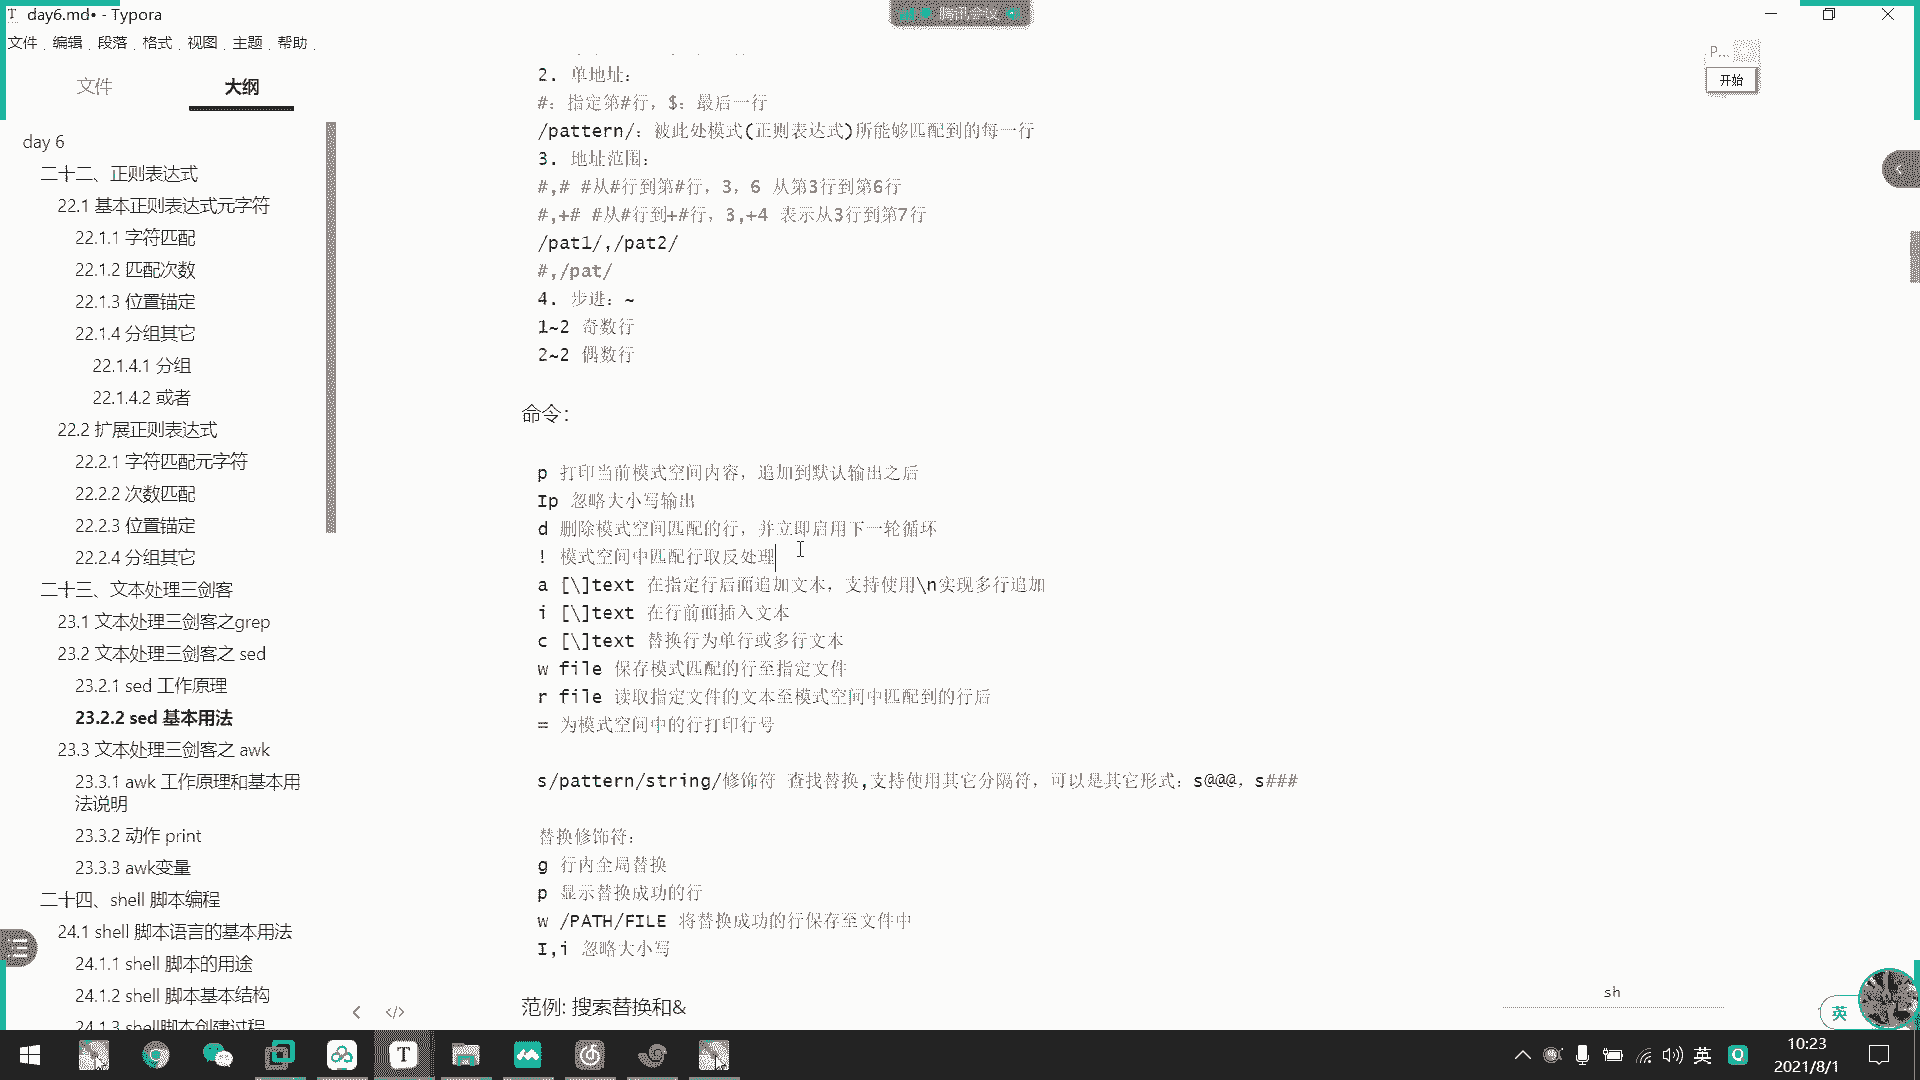 day6.md• - Typora
腾讯会议
文件 编辑 段落 格式 视图 主题 帮助
P...
开始
文件 大纲
day 6
二十二、正则表达式
22.1 基本正则表达式元字符
22.1.1 字符匹配
22.1.2 匹配次数
22.1.3 位置锚定
22.1.4 分组其它
22.1.4.1 分组
22.1.4.2 或者
22.2 扩展正则表达式
22.2.1 字符匹配元字符
22.2.2 次数匹配
22.2.3 位置锚定
22.2.4 分组其它
二十三、文本处理三剑客
23.1 文本处理三剑客之grep
23.2 文本处理三剑客之 sed
23.2.1 sed 工作原理
23.2.2 sed 基本用法
23.3 文本处理三剑客之 awk
23.3.1 awk 工作原理和基本用
法说明
23.3.2 动作 print
23.3.3 awk变量
二十四、shell 脚本编程
24.1 shell 脚本语言的基本用法
24.1.1 shell 脚本的用途
24.1.2 shell 脚本基本结构
24.1.3 shell脚本创建过程
2. 单地址：
#：指定第#行，$：最后一行
/pattern/：被此处模式(正则表达式)所能够匹配到的每一行
3. 地址范围：
#,# #从#行到第#行，3，6 从第3行到第6行
#,+# #从#行到+#行，3,+4 表示从3行到第7行
/pat1/,/pat2/
#,/pat/
4. 步进：~
1~2 奇数行
2~2 偶数行
命令：
p 打印当前模式空间内容，追加到默认输出之后
Ip 忽略大小写输出
d 删除模式空间匹配的行，并立即启用下一轮循环
! 模式空间中匹配行取反处理
a [\]text 在指定行后面追加文本，支持使用\n实现多行追加
i [\]text 在行前面插入文本
c [\]text 替换行为单行或多行文本
w file 保存模式匹配的行至指定文件
r file 读取指定文件的文本至模式空间中匹配到的行后
= 为模式空间中的行打印行号
s/pattern/string/修饰符 查找替换,支持使用其它分隔符，可以是其它形式：s@@@，s###
替换修饰符：
g 行内全局替换
p 显示替换成功的行
w /PATH/FILE 将替换成功的行保存至文件中
I,i 忽略大小写
sh
范例: 搜索替换和&
英
英
10:23
2021/8/1